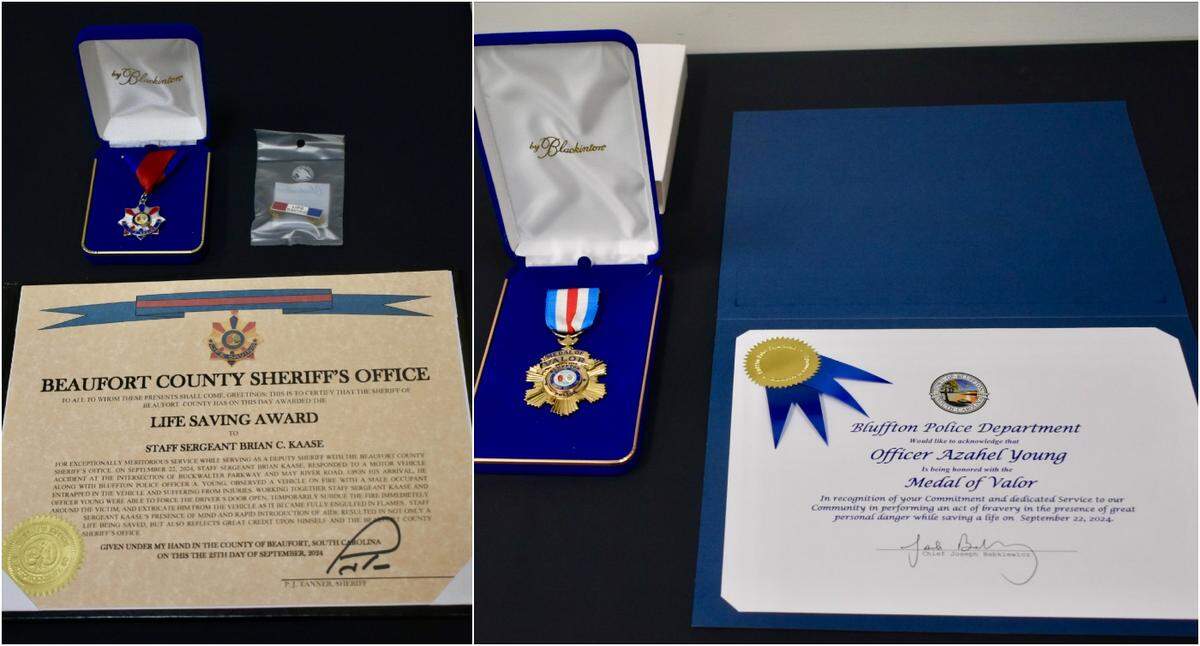 by Blackinton
LIFE
BEAUFORT COUNTY SHERIFF'S OFFICE
TO ALL TO WHOM THESE PRESENTS SHALL COME, GREETINGS: THIS IS TO CERTIFY THAT THE SHERIFF OF
BEAUFORT COUNTY HAS ON THIS DAY AWARDED THE
LIFE SAVING AWARD
TO
STAFF SERGEANT BRIAN C. KAASE
FOR EXCEPTIONALLY MERITORIOUS SERVICE WHILE SERVING AS A DEPUTY SHERIFF WITH THE BEAUFORT COUNTY
SHERIFF'S OFFICE. ON SEPTEMBER 22, 2024, STAFF SERGEANT BRIAN KAASE, RESPONDED TO A MOTOR VEHICLE
ACCIDENT AT THE INTERSECTION OF BUCKWALTER PARKWAY AND MAY RIVER ROAD. UPON HIS ARRIVAL, HE
ALONG WITH BLUFFTON POLICE OFFICER A. YOUNG OBSERVED A VEHICLE ON FIRE WITH A MALE OCCUPANT
ENTRAPPED IN THE VEHICLE AND SUFFERING FROM INJURIES. WORKING TOGETHER STAFF SERGEANT KAASE AND
OFFICER YOUNG WERE ABLE TO FORCE THE DRIVER'S DOOR OPEN, TEMPORARILY SUBDUE THE FIRE IMMEDIETELY
AROUND THE VICTIM, AND EXTRICATE HIM FROM THE VEHICLE AS IT BECAME FULLY ENGULFED IN FLAMES. STAFF
SERGEANT KAASE'S PRESENCE OF MIND AND RAPID INTRODUCTION OF AIDE RESULTED IN NOT ONLY A
LIFE BEING SAVED, BUT ALSO REFLECTS GREAT CREDIT UPON HIMSELF AND THE BEAUFORT COUNTY
SHERIFF'S OFFICE
GIVEN UNDER MY HAND IN THE COUNTY OF BEAUFORT, SOUTH CAROLINA
ON THIS THE 25TH DAY OF SEPTEMBER, 2024
P.J. TANNER, SHERIFF
by Blackinton
MEDAL OF
VALOR
Bluffton Police Department
Would like to acknowledge that
Officer Azahel Young
Is being honored with the
Medal of Valor
In recognition of your Commitment and dedicated Service to our
Community in performing an act of bravery in the presence of great
personal danger while saving a life on September 22, 2024.
Chief Joseph Babkiewicz